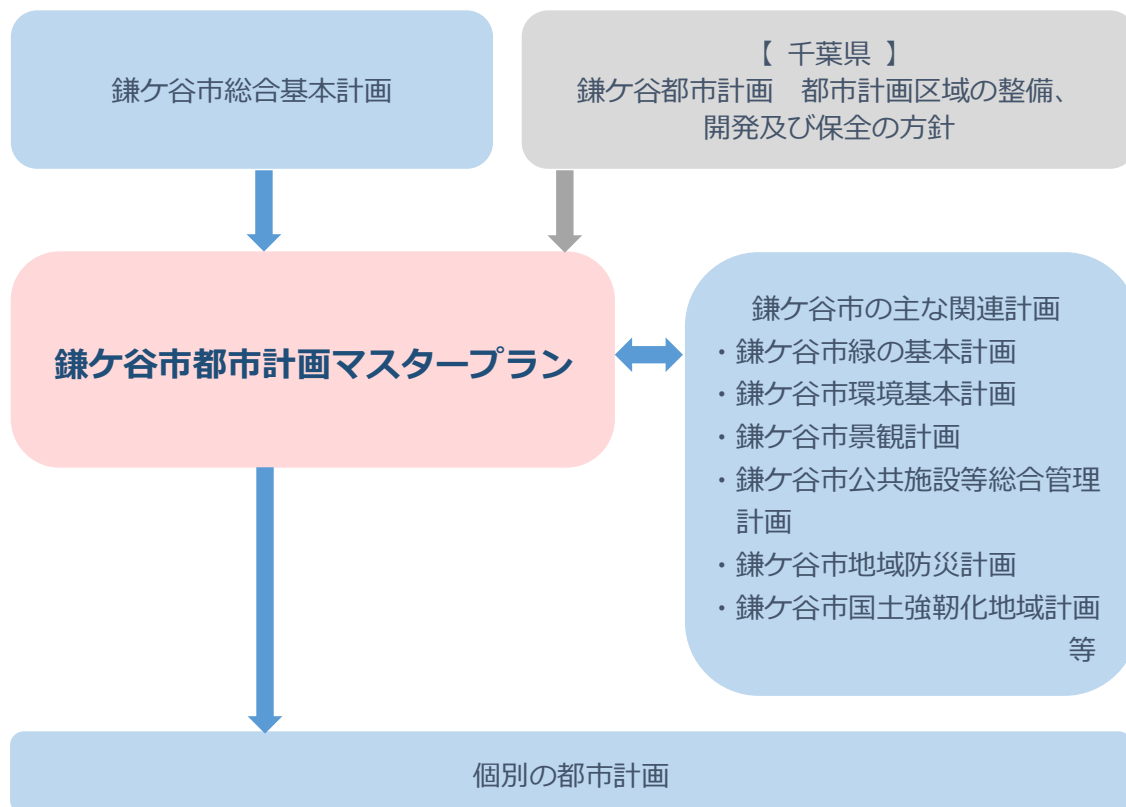 鎌ケ谷市総合基本計画
【 千葉県 】
鎌ケ谷都市計画　都市計画区域の整備、
開発及び保全の方針
鎌ケ谷市都市計画マスタープラン
鎌ケ谷市の主な関連計画
・鎌ケ谷市緑の基本計画
・鎌ケ谷市環境基本計画
・鎌ケ谷市景観計画
・鎌ケ谷市公共施設等総合管理
計画
・鎌ケ谷市地域防災計画
・鎌ケ谷市国土強靭化地域計画
等
個別の都市計画